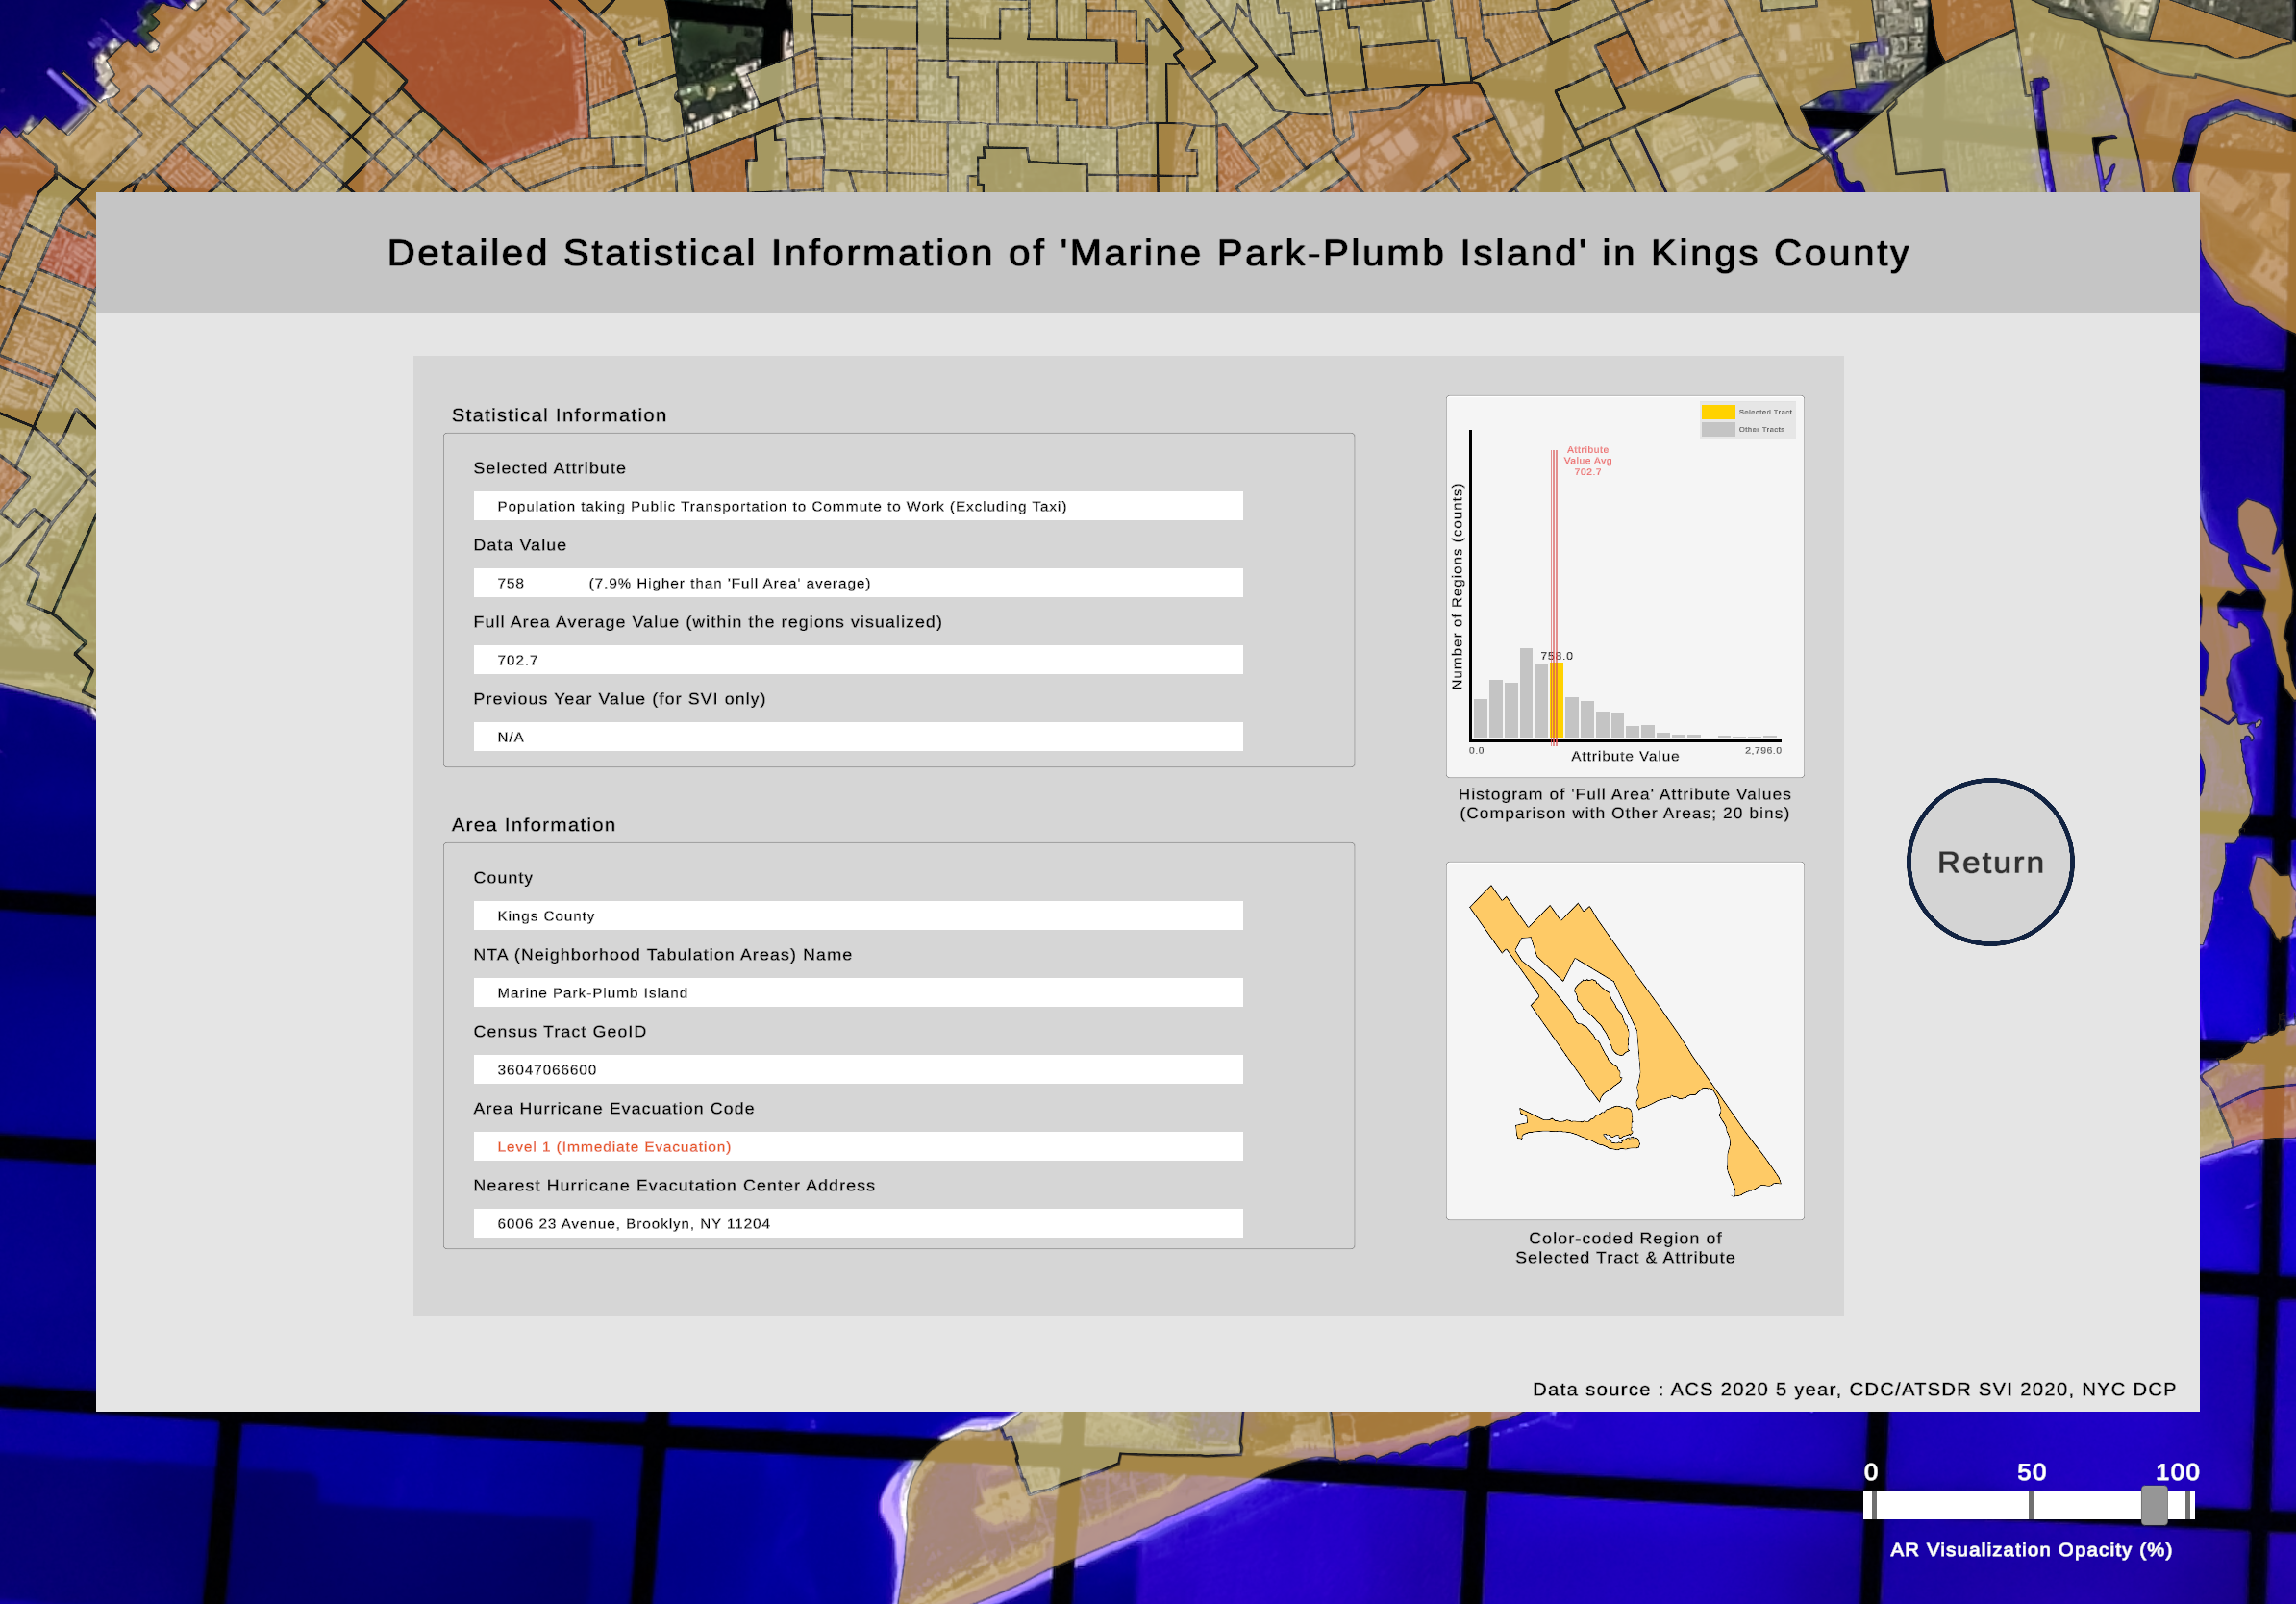 Detailed Statistical Information of 'Marine Park-Plumb Island' in Kings County
Statistical Information
Selected Attribute
Population taking Public Transportation to Commute to Work (Excluding Taxi)
Data Value
758 (7.9% Higher than 'Full Area' average)
Full Area Average Value (within the regions visualized)
702.7
Previous Year Value (for SVI only)
N/A
Area Information
County
Kings County
NTA (Neighborhood Tabulation Areas) Name
Marine Park-Plumb Island
Census Tract GeoID
36047066600
Area Hurricane Evacuation Code
Level 1 (Immediate Evacuation)
Nearest Hurricane Evacutation Center Address
6006 23 Avenue, Brooklyn, NY 11204
Selected Tract
Other Tracts
Attribute
Value Avg
702.7
Number of Regions (counts)
758.0
0.0
2,796.0
Attribute Value
Histogram of 'Full Area' Attribute Values
(Comparison with Other Areas; 20 bins)
Color-coded Region of
Selected Tract & Attribute
Return
Data source : ACS 2020 5 year, CDC/ATSDR SVI 2020, NYC DCP
0 50 100
AR Visualization Opacity (%)